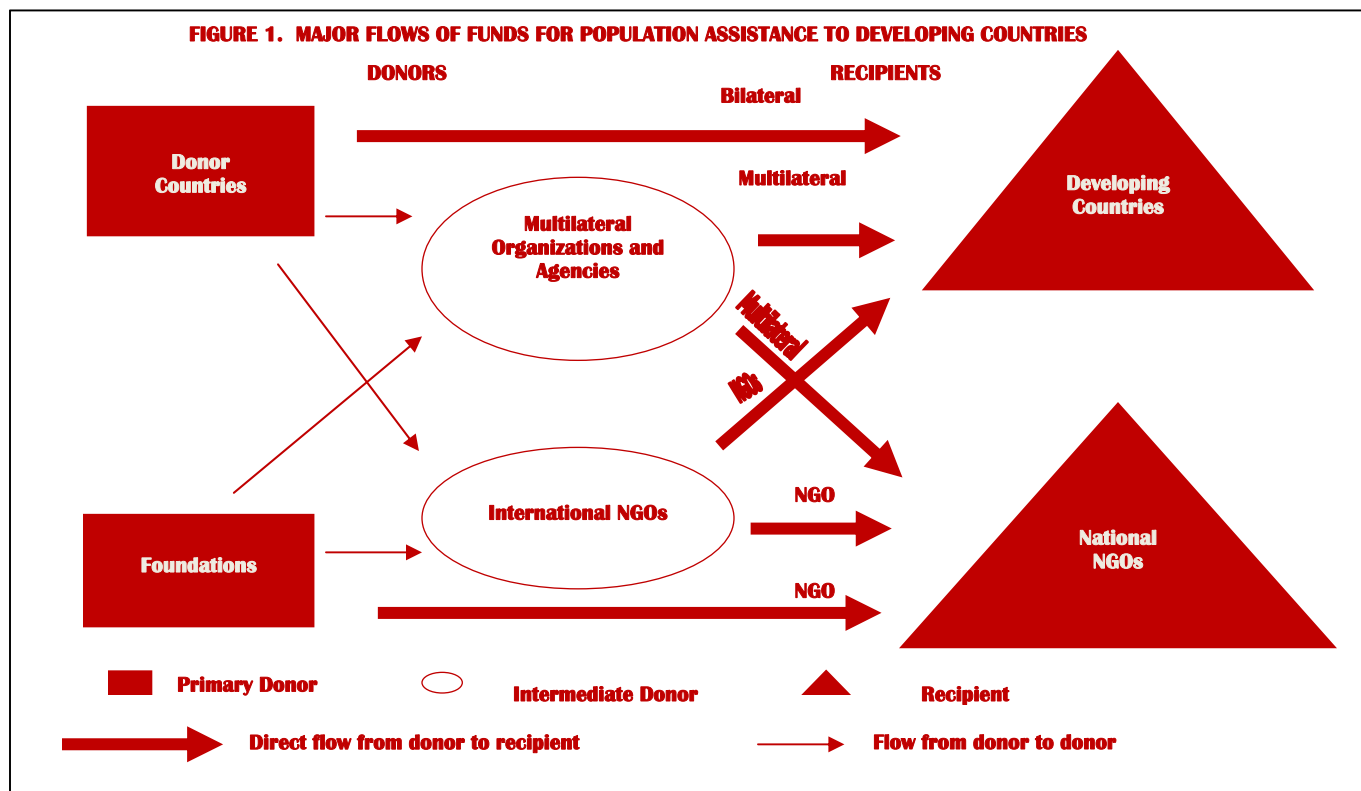 FIGURE 1. MAJOR FLOWS OF FUNDS FOR POPULATION ASSISTANCE TO DEVELOPING COUNTRIES
DONORS
RECIPIENTS
Bilateral
Donor
Countries
Multilateral
Developing
Countries
Multilateral
Organizations and
Agencies
Multilateral
NGOs
NGO
International NGOs
National
NGOs
Foundations
NGO
Primary Donor
Intermediate Donor
Recipient
Direct flow from donor to recipient
Flow from donor to donor